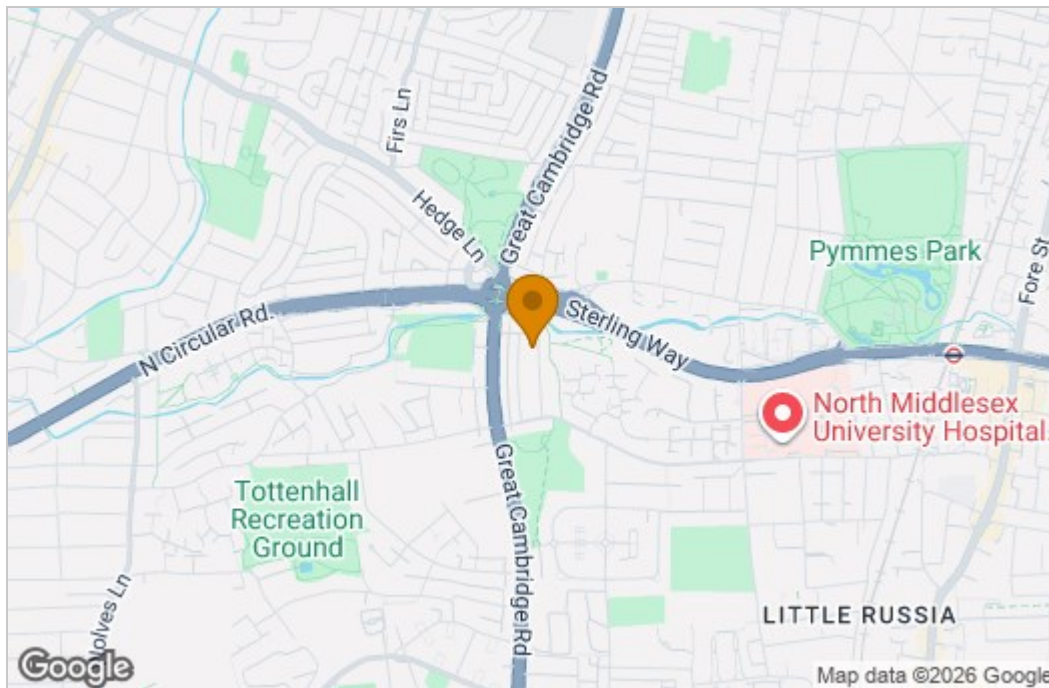 Firs Ln
Great Cambridge Rd
Hedge Ln
Pymmes Park
Fore St
N Circular Rd.
Sterling Way
North Middlesex
University Hospital.
Great Cambridge Rd
Tottenhall
Recreation
Ground
Wolves Ln
LITTLE RUSSIA
Google
Map data ©2026 Google